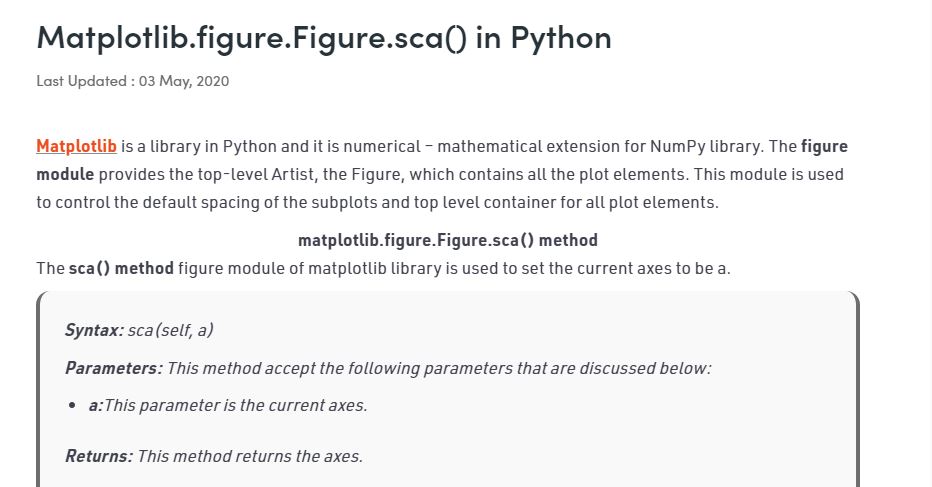 Matplotlib.figure.Figure.sca() in Python
Last Updated : 03 May, 2020
Matplotlib is a library in Python and it is numerical – mathematical extension for NumPy library. The figure
module provides the top-level Artist, the Figure, which contains all the plot elements. This module is used
to control the default spacing of the subplots and top level container for all plot elements.
matplotlib.figure.Figure.sca() method
The sca() method figure module of matplotlib library is used to set the current axes to be a.
Syntax: sca(self, a)
Parameters: This method accept the following parameters that are discussed below:
• a:This parameter is the current axes.
Returns: This method returns the axes.